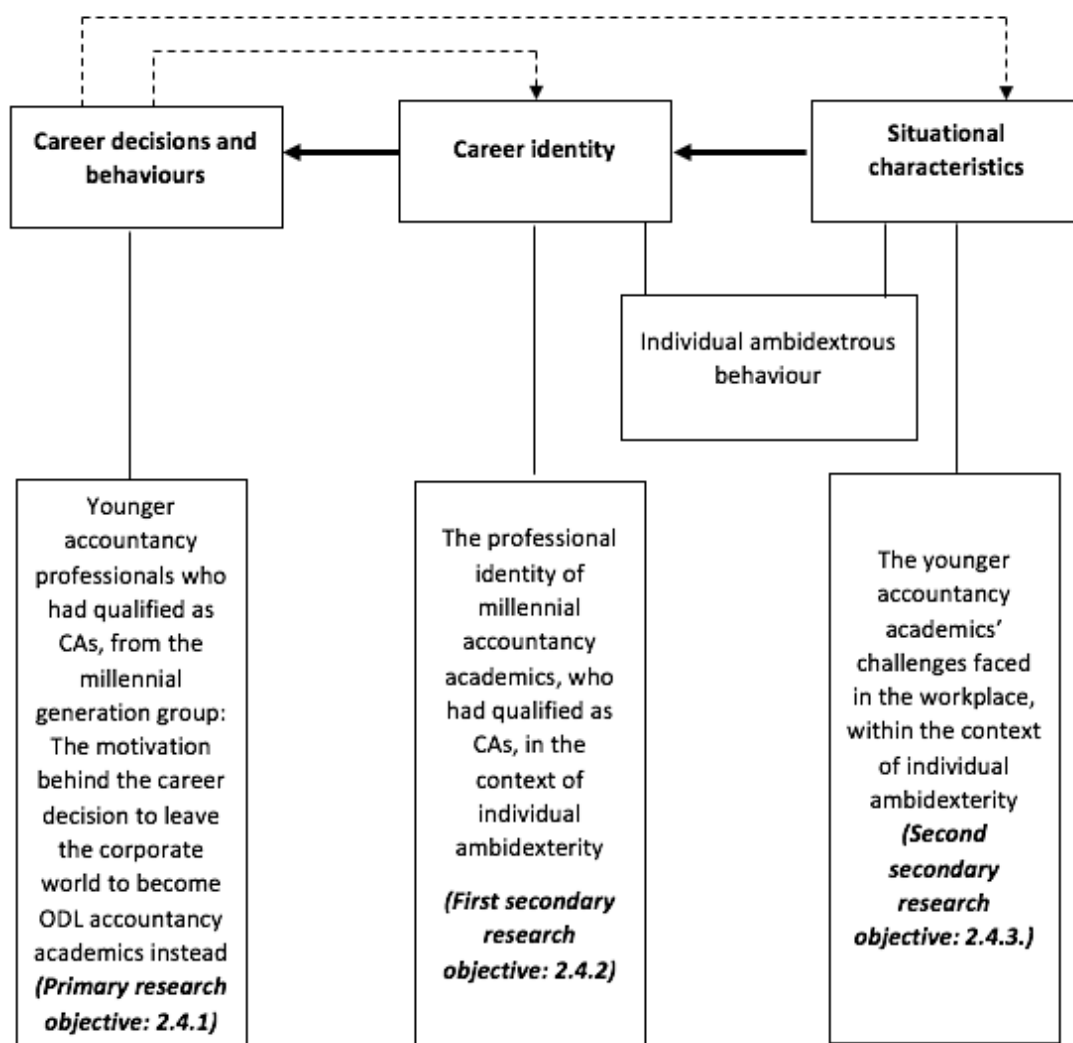 Career decisions and
behaviours
Career identity
Situational
characteristics
Individual ambidextrous
behaviour
Younger
accountancy
professionals who
had qualified as
CAs, from the
millennial
generation group:
The motivation
behind the career
decision to leave
the corporate
world to become
ODL accountancy
academics instead
(Primary research
objective: 2.4.1)
The professional
identity of
millennial
accountancy
academics, who
had qualified as
CAs, in the
context of
individual
ambidexterity
(First secondary
research
objective: 2.4.2)
The younger
accountancy
academics’
challenges faced
in the workplace,
within the context
of individual
ambidexterity
(Second
secondary
research
objective: 2.4.3.)